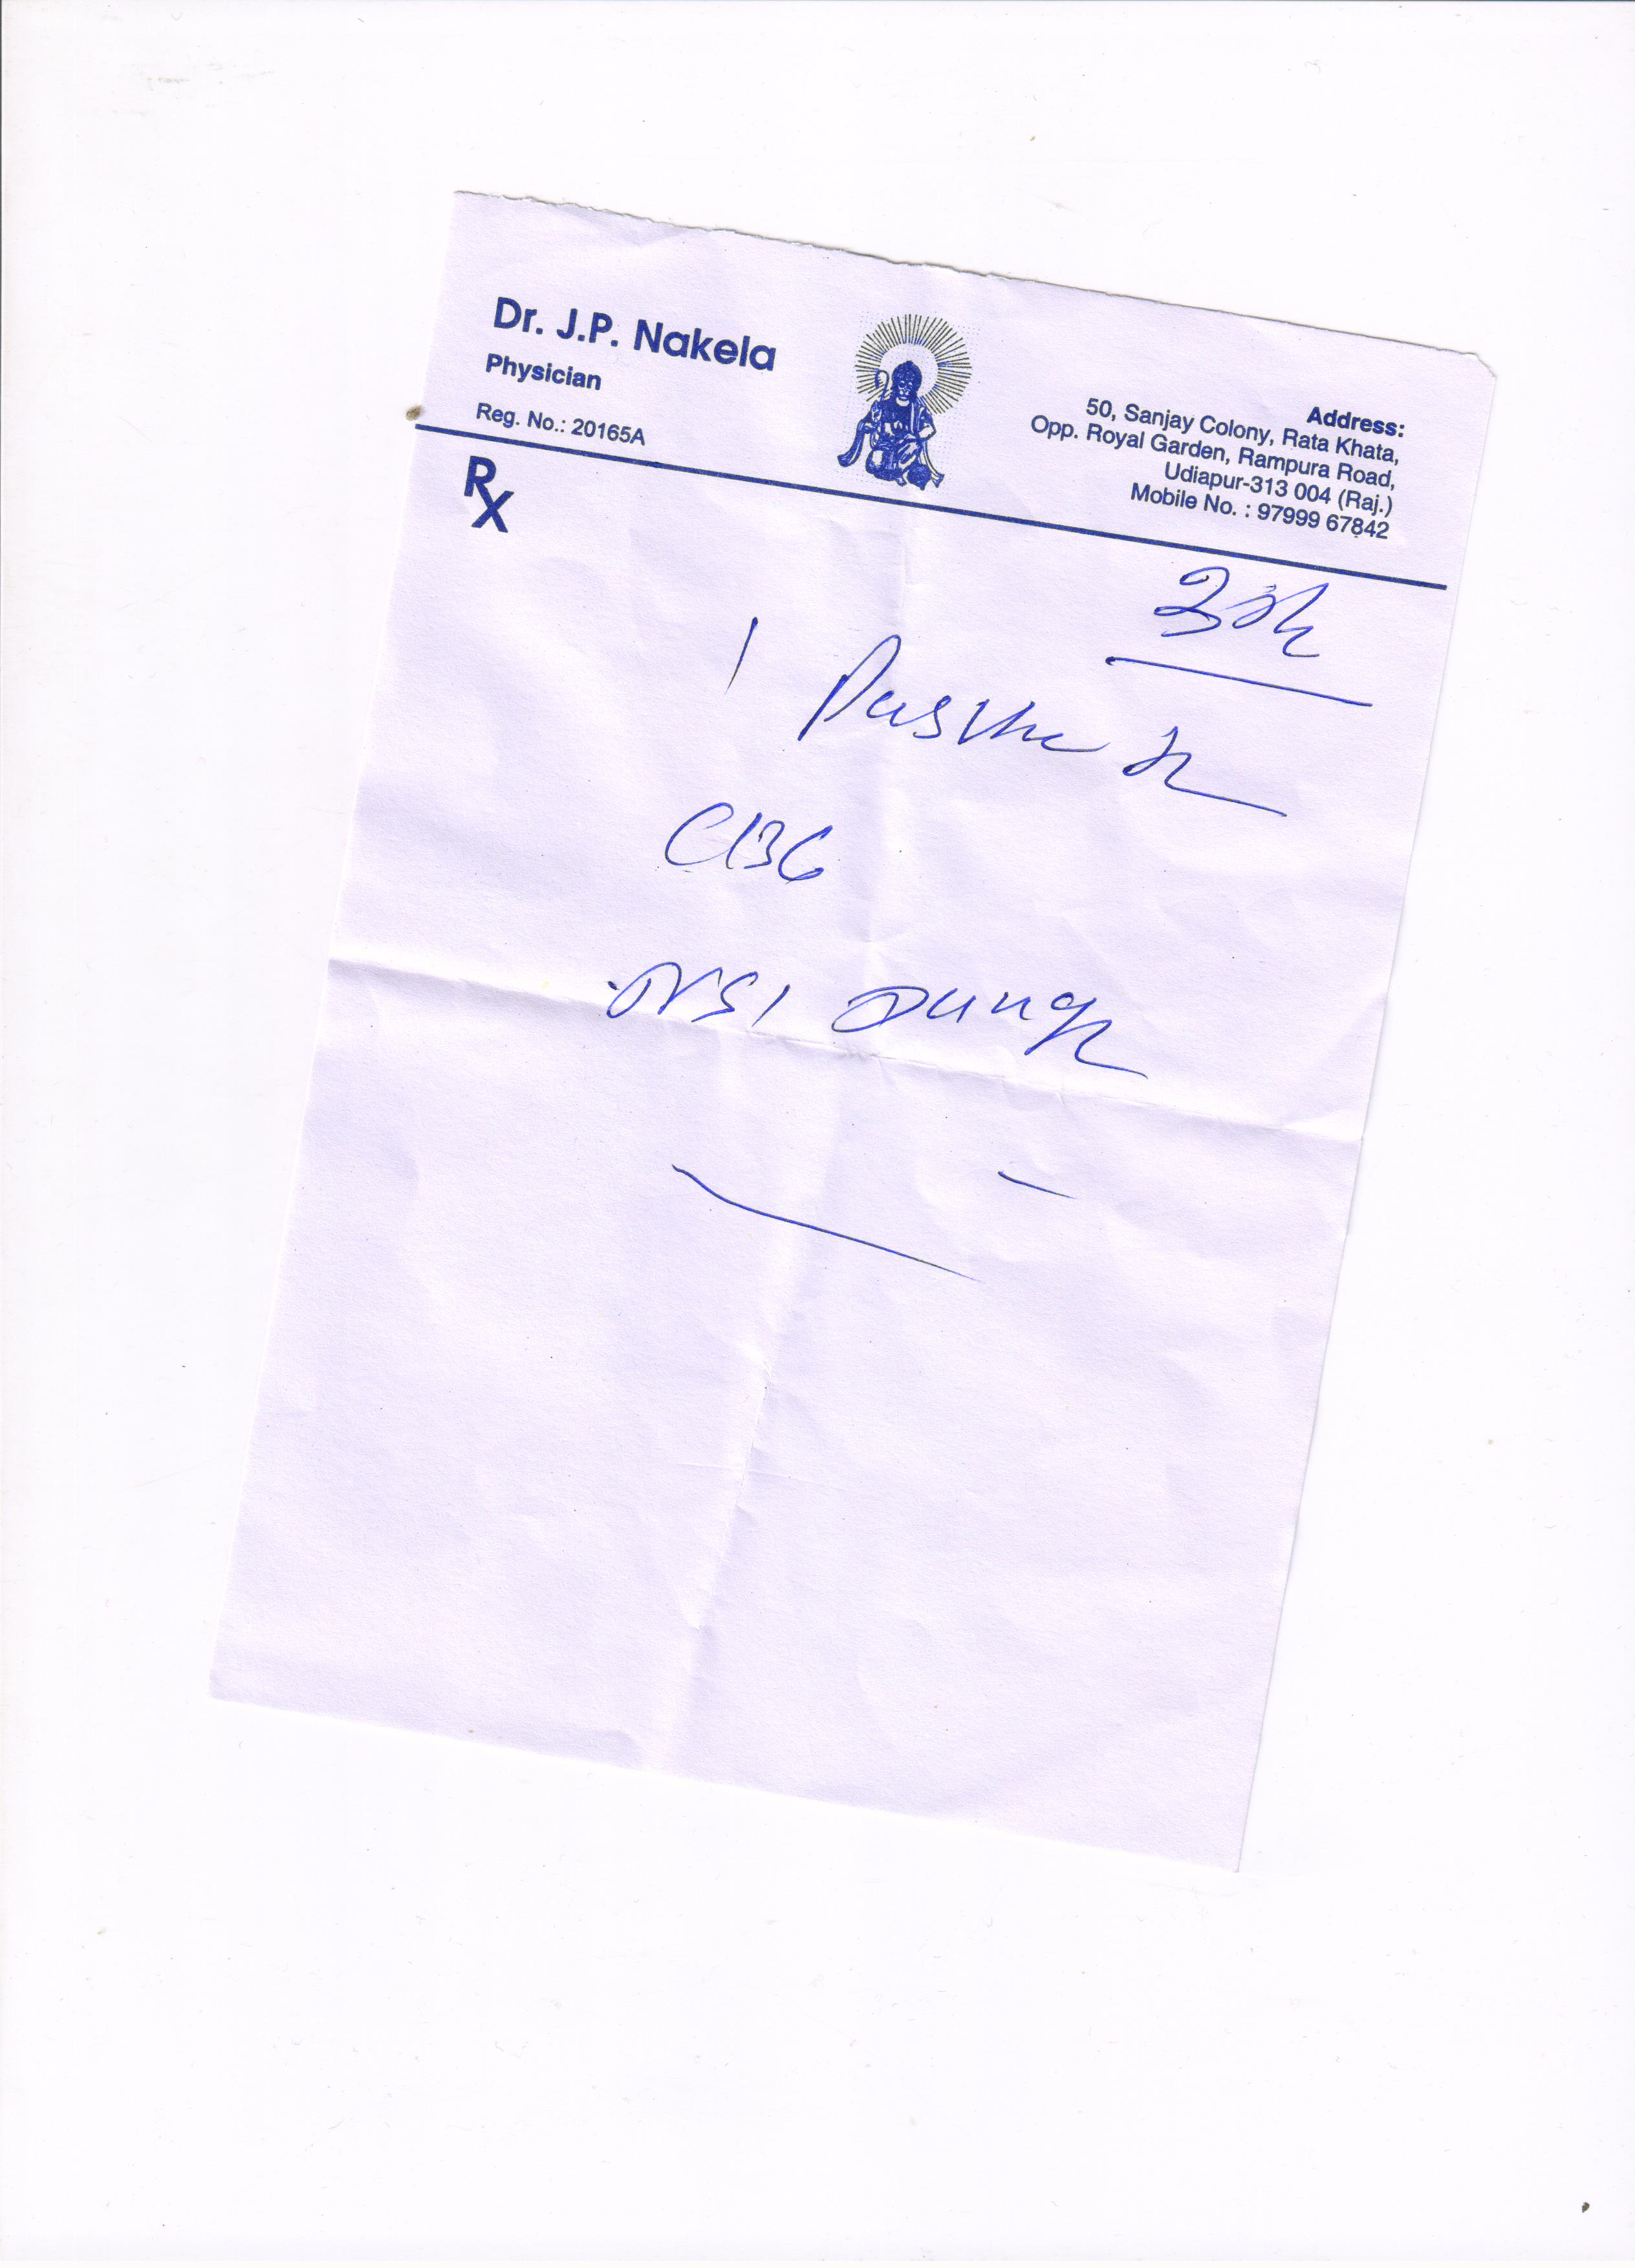 Dr. J.P. Nakela
Physician
Reg. No.: 20165A
Address:
50, Sanjay Colony, Rata Khata,
Opp. Royal Garden, Rampura Road,
Udiapur-313 004 (Raj.)
Mobile No. : 97999 67842
Rx
CBC
NS1